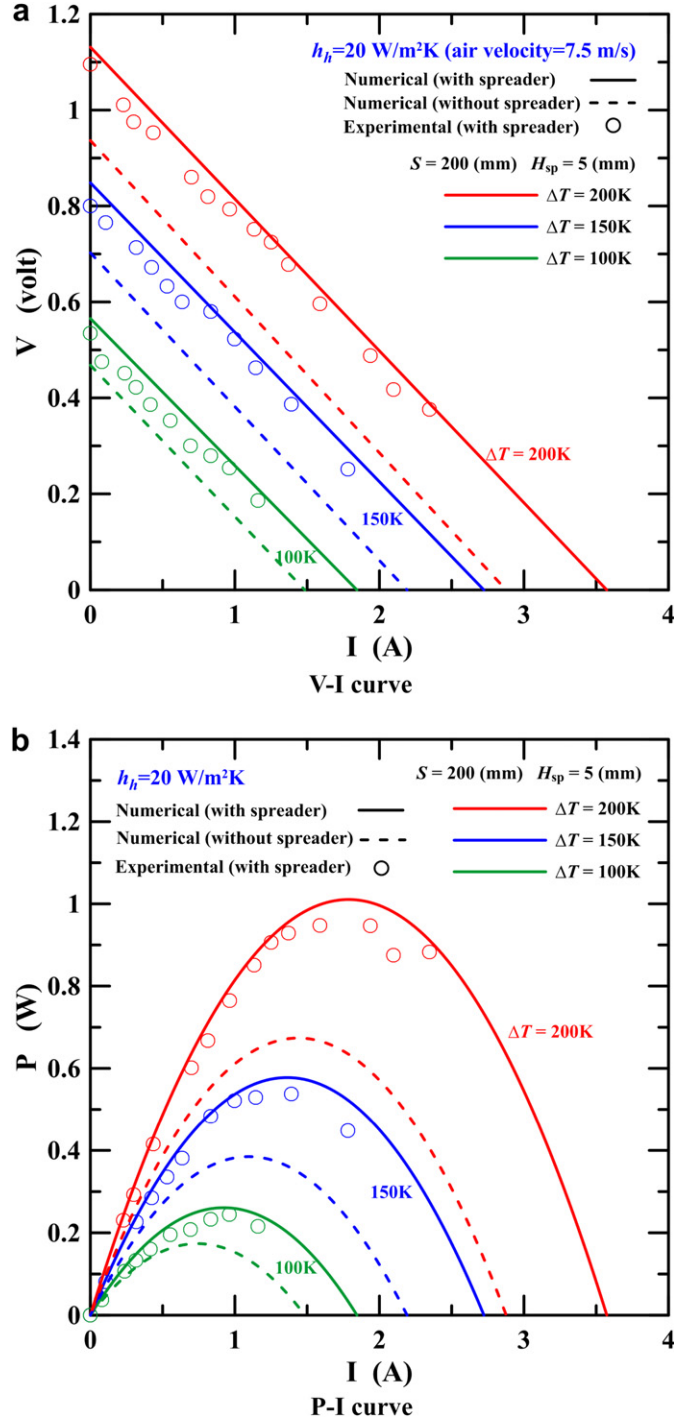 a
1.2
1
0.8
0.6
0.4
0.2
0
V (volt)
h_h=20 W/m²K (air velocity=7.5 m/s)
Numerical (with spreader)
Numerical (without spreader)
Experimental (with spreader)
S = 200 (mm) H_sp = 5 (mm)
ΔT = 200K
ΔT = 150K
ΔT = 100K
ΔT = 200K
150K
100K
0 1 2 3 4
I (A)
V-I curve
b
1.4
1.2
1
0.8
0.6
0.4
0.2
0
P (W)
h_h=20 W/m²K
S = 200 (mm) H_sp = 5 (mm)
Numerical (with spreader)
Numerical (without spreader)
Experimental (with spreader)
ΔT = 200K
ΔT = 150K
ΔT = 100K
ΔT = 200K
150K
100K
0 1 2 3 4
I (A)
P-I curve